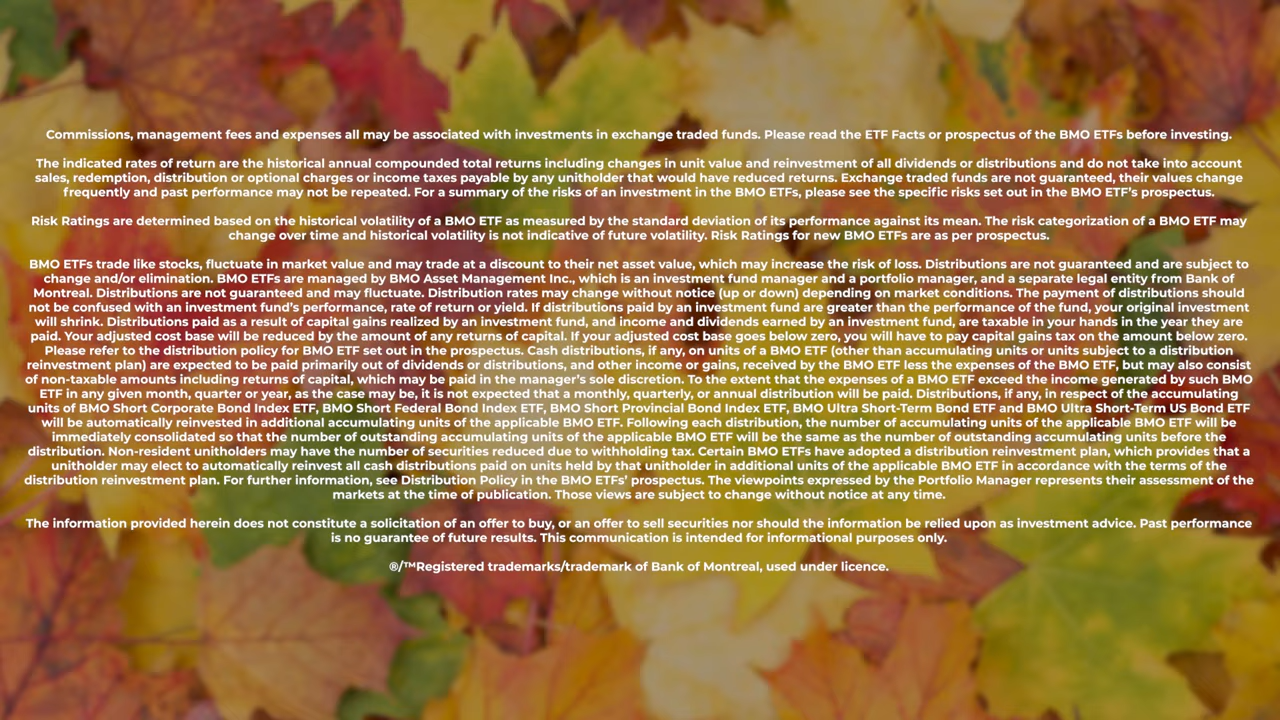 Commissions, management fees and expenses all may be associated with investments in exchange traded funds. Please read the ETF Facts or prospectus of the BMO ETFs before investing.
The indicated rates of return are the historical annual compounded total returns including changes in unit value and reinvestment of all dividends or distributions and do not take into account
sales, redemption, distribution or optional charges or income taxes payable by any unitholder that would have reduced returns. Exchange traded funds are not guaranteed, their values change
frequently and past performance may not be repeated. For a summary of the risks of an investment in the BMO ETFs, please see the specific risks set out in the BMO ETF’s prospectus.
Risk Ratings are determined based on the historical volatility of a BMO ETF as measured by the standard deviation of its performance against its mean. The risk categorization of a BMO ETF may
change over time and historical volatility is not indicative of future volatility. Risk Ratings for new BMO ETFs are as per prospectus.
BMO ETFs trade like stocks, fluctuate in market value and may trade at a discount to their net asset value, which may increase the risk of loss. Distributions are not guaranteed and are subject to
change and/or elimination. BMO ETFs are managed by BMO Asset Management Inc., which is an investment fund manager and a portfolio manager, and a separate legal entity from Bank of
Montreal. Distributions are not guaranteed and may fluctuate. Distribution rates may change without notice (up or down) depending on market conditions. The payment of distributions should
not be confused with an investment fund’s performance, rate of return or yield. If distributions paid by an investment fund are greater than the performance of the fund, your original investment
will shrink. Distributions paid as a result of capital gains realized by an investment fund, and income and dividends earned by an investment fund, are taxable in your hands in the year they are
paid. Your adjusted cost base will be reduced by the amount of any returns of capital. If your adjusted cost base goes below zero, you will have to pay capital gains tax on the amount below zero.
Please refer to the distribution policy for BMO ETF set out in the prospectus. Cash distributions, if any, on units of a BMO ETF (other than accumulating units or units subject to a distribution
reinvestment plan) are expected to be paid primarily out of dividends or distributions, and other income or gains, received by the BMO ETF less the expenses of the BMO ETF, but may also consist
of non-taxable amounts including returns of capital, which may be paid in the manager’s sole discretion. To the extent that the expenses of a BMO ETF exceed the income generated by such BMO
ETF in any given month, quarter or year, as the case may be, it is not expected that a monthly, quarterly, or annual distribution will be paid. Distributions, if any, in respect of the accumulating
units of BMO Short Corporate Bond Index ETF, BMO Short Federal Bond Index ETF, BMO Short Provincial Bond Index ETF, BMO Ultra Short-Term Bond ETF and BMO Ultra Short-Term US Bond ETF
will be automatically reinvested in additional accumulating units of the applicable BMO ETF. Following each distribution, the number of accumulating units of the applicable BMO ETF will be
immediately consolidated so that the number of outstanding accumulating units of the applicable BMO ETF will be the same as the number of outstanding accumulating units before the
distribution. Non-resident unitholders may have the number of securities reduced due to withholding tax. Certain BMO ETFs have adopted a distribution reinvestment plan, which provides that a
unitholder may elect to automatically reinvest all cash distributions paid on units held by that unitholder in additional units of the applicable BMO ETF in accordance with the terms of the
distribution reinvestment plan. For further information, see Distribution Policy in the BMO ETFs’ prospectus. The viewpoints expressed by the Portfolio Manager represents their assessment of the
markets at the time of publication. Those views are subject to change without notice at any time.
The information provided herein does not constitute a solicitation of an offer to buy, or an offer to sell securities nor should the information be relied upon as investment advice. Past performance
is no guarantee of future results. This communication is intended for informational purposes only.
®/™Registered trademarks/trademark of Bank of Montreal, used under licence.